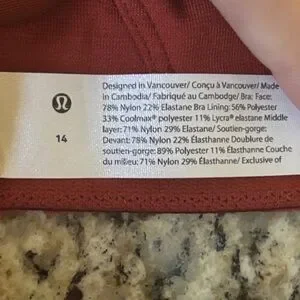 Designed in Vancouver/ Conçu à Vancouver/ Made
in Cambodia/ Fabriqué au Cambodge/ Bra: Face:
78% Nylon 22% Elastane Bra Lining: 56% Polyester
33% Coolmax® polyester 11% Lycra® elastane Middle
layer: 71% Nylon 29% Elastane/ Soutien-gorge:
Devant: 78% Nylon 22% Élasthanne Doublure de
soutien-gorge: 89% Polyester 11% Élasthanne Couche
du milieu: 71% Nylon 29% Élasthanne/ Exclusive of
14